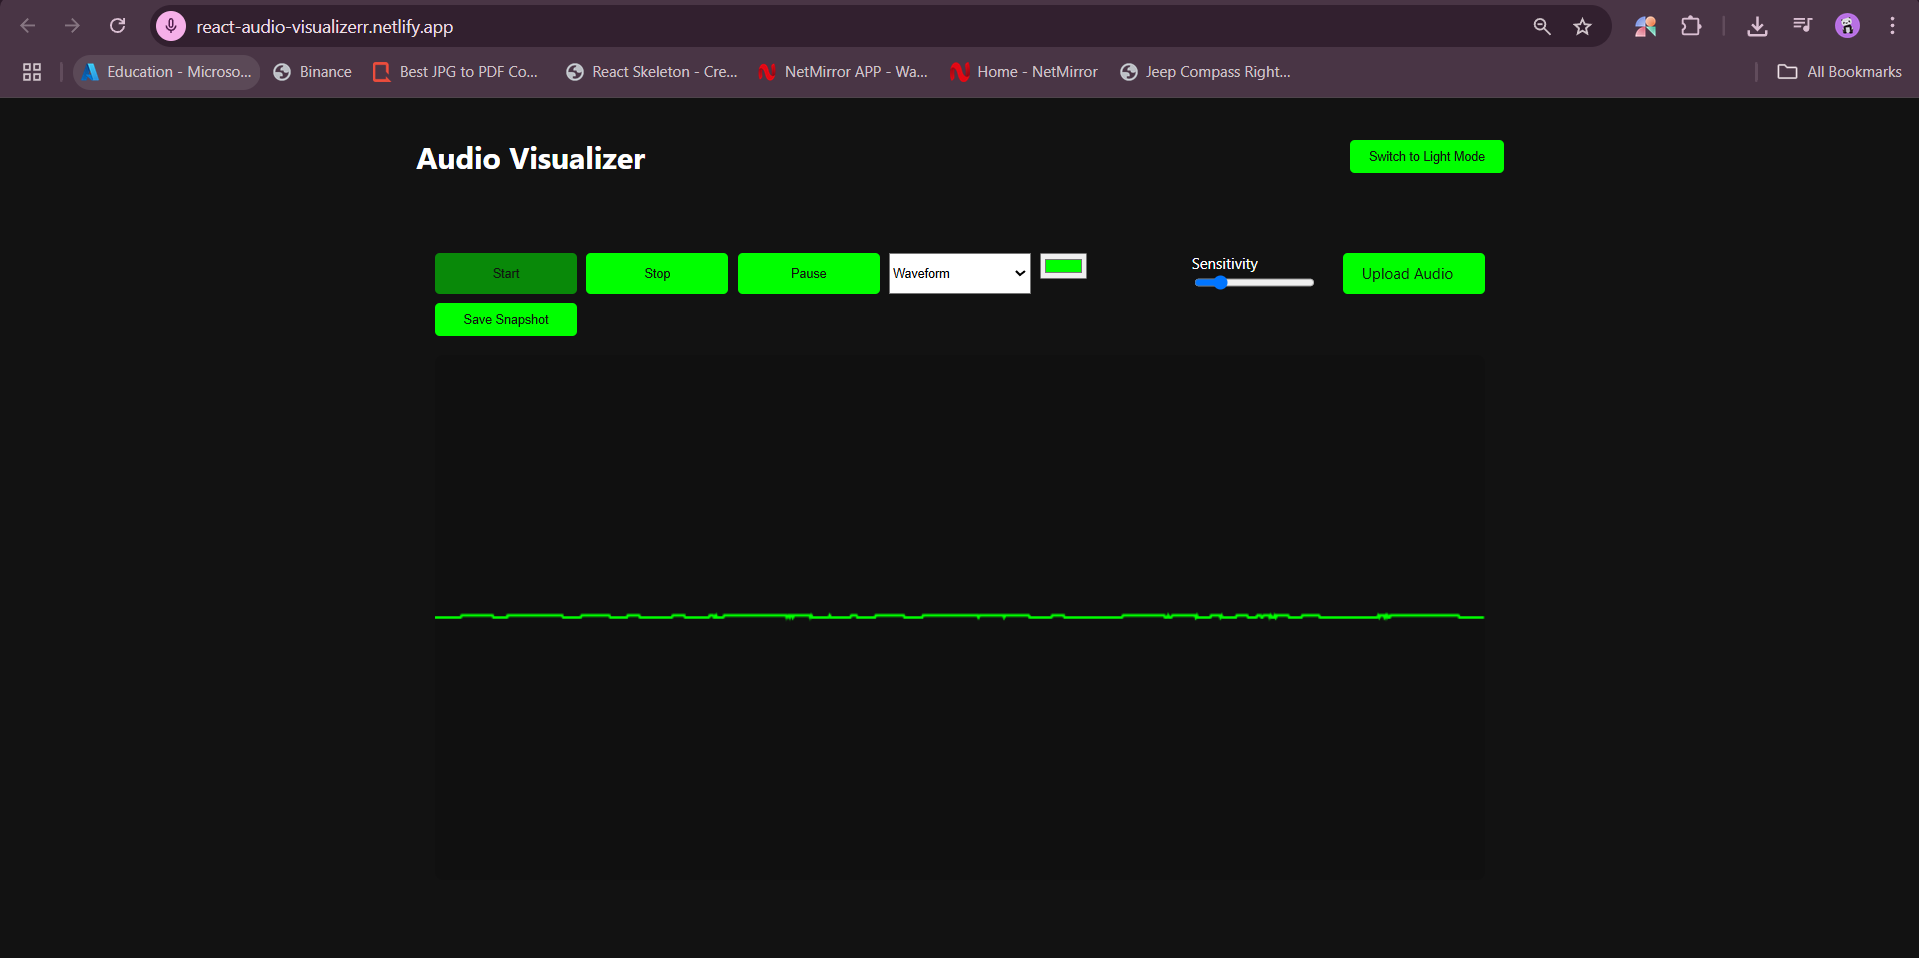 react-audio-visualizerr.netlify.app
Education - Microso...
Binance
Best JPG to PDF Co...
React Skeleton - Cre...
NetMirror APP - Wa...
Home - NetMirror
Jeep Compass Right...
All Bookmarks
Audio Visualizer
Switch to Light Mode
Start
Stop
Pause
Waveform
Sensitivity
Upload Audio
Save Snapshot